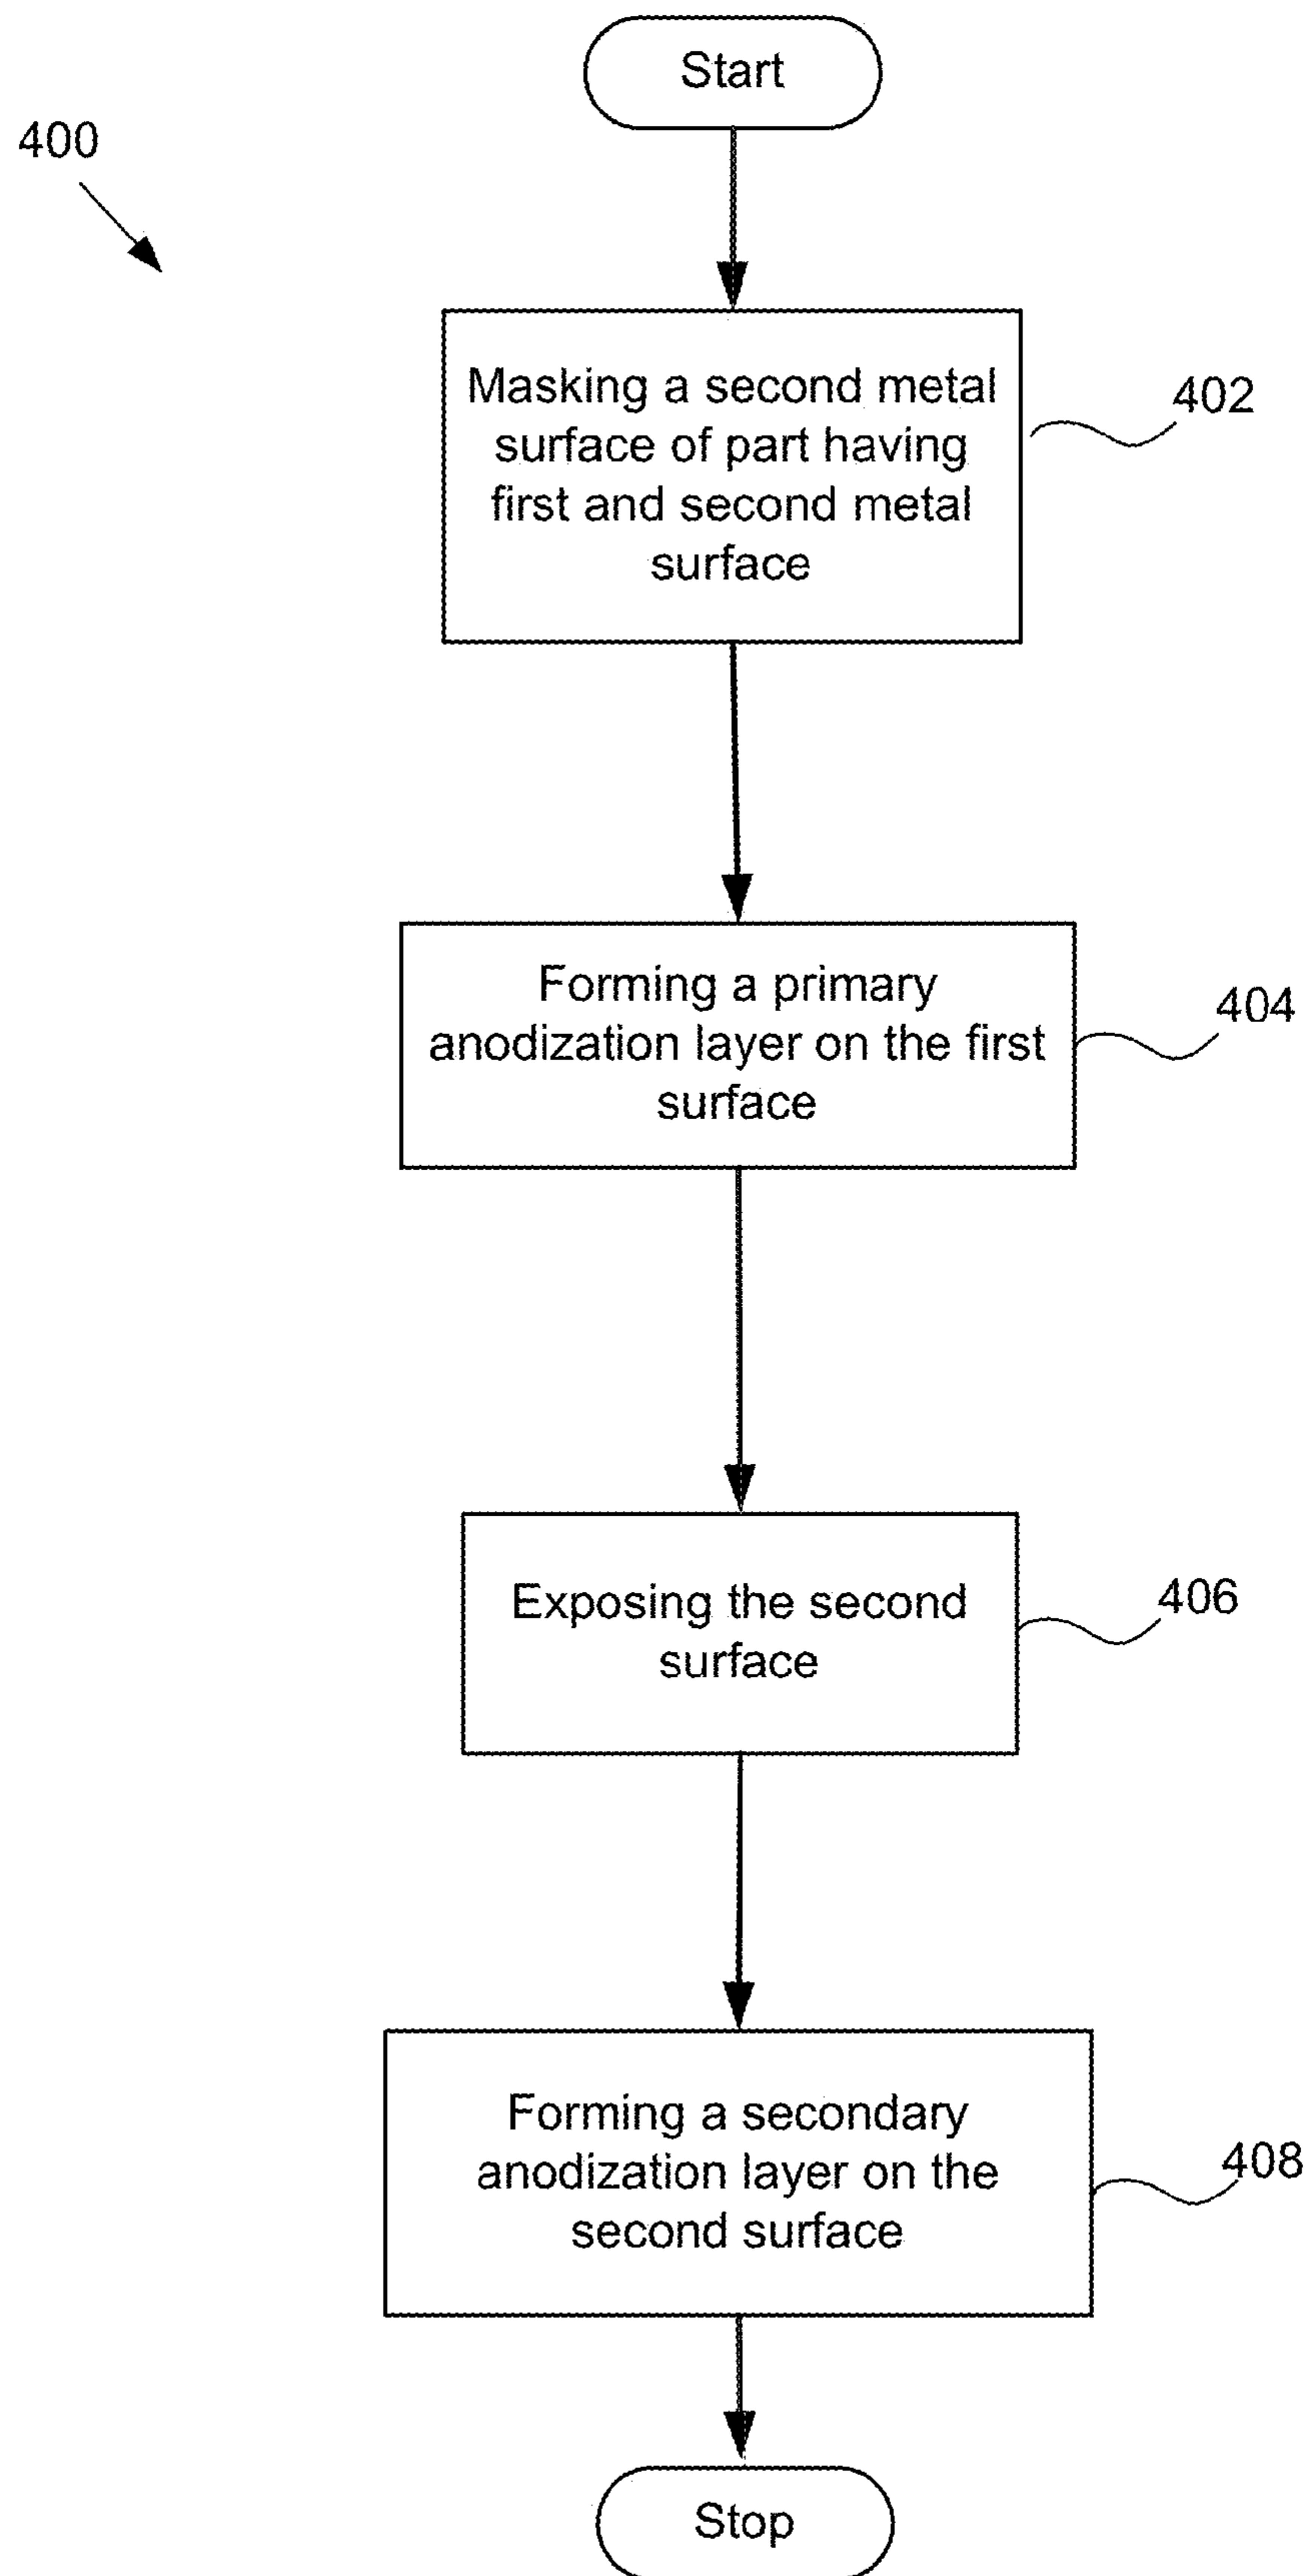 Start
400
Masking a second metal
surface of part having
first and second metal
surface
402
Forming a primary
anodization layer on the first
surface
404
Exposing the second
surface
406
Forming a secondary
anodization layer on the
second surface
408
Stop